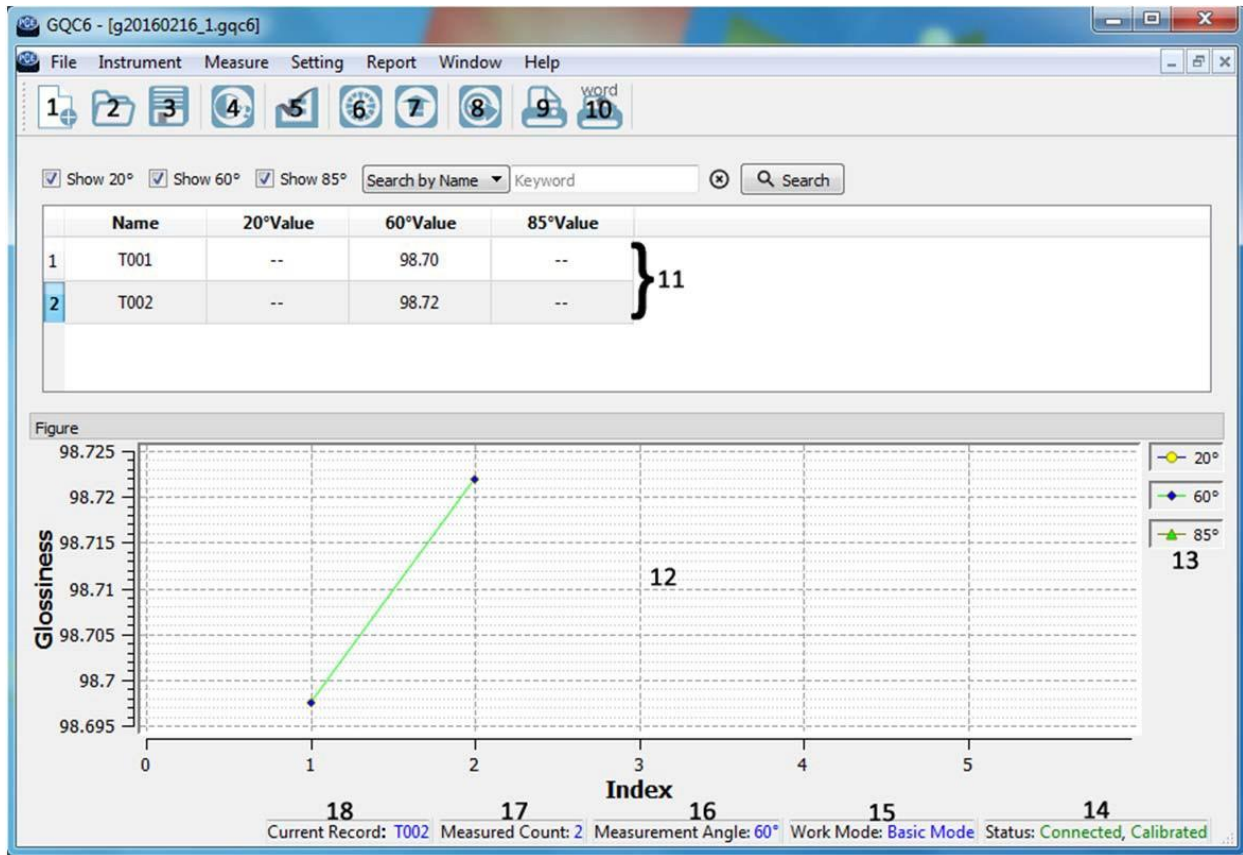 GQC6 - [g20160216_1.gqc6]
File Instrument Measure Setting Report Window Help
1 2 3 4 5 6 7 8 9 word 10
Show 20° Show 60° Show 85° Search by Name Keyword Search
Name 20°Value 60°Value 85°Value
1 T001 -- 98.70 --
11
2 T002 -- 98.72 --
Figure
98.725
20°
98.72
60°
98.715
85°
13
12
98.71
98.705
98.7
98.695
Glossiness
0 1 2 3 4 5
Index
18 17 16 15 14
Current Record: T002 Measured Count: 2 Measurement Angle: 60° Work Mode: Basic Mode Status: Connected, Calibrated